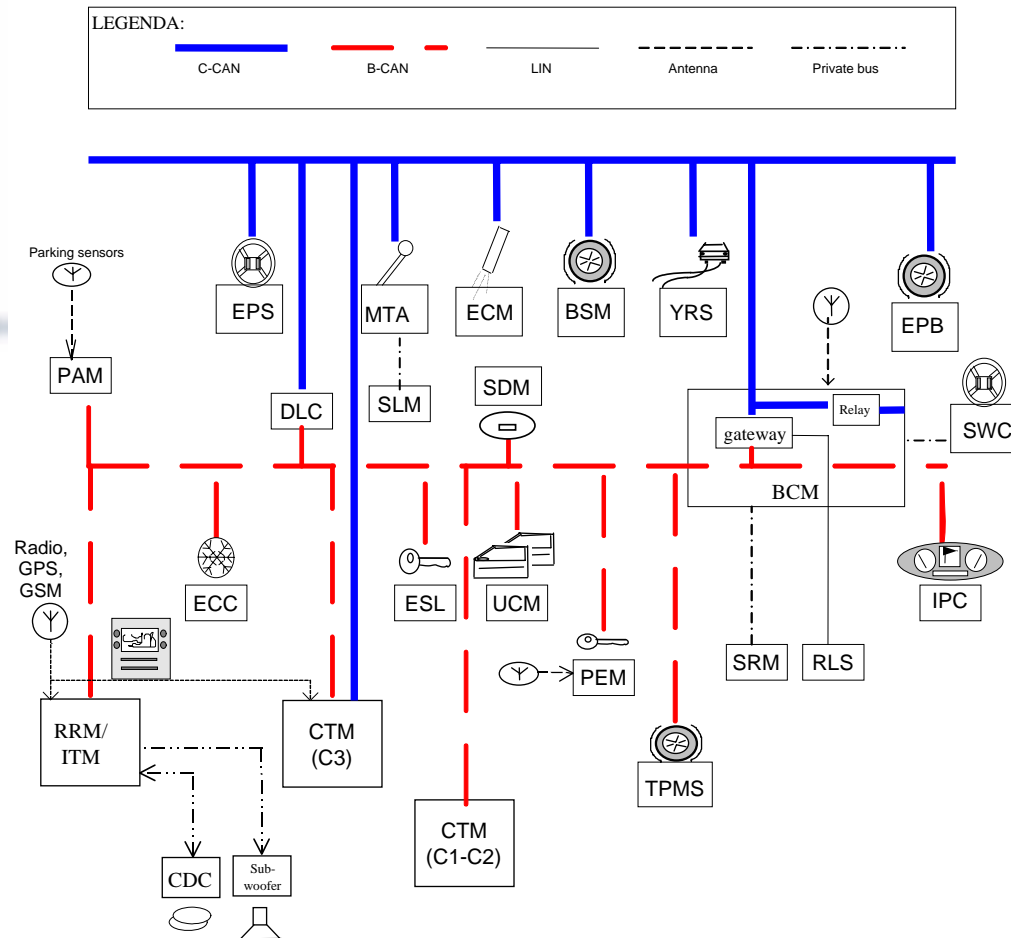 LEGENDA:
C-CAN
B-CAN
LIN
Antenna
Private bus
Parking sensors
EPS
MTA
ECM
BSM
YRS
EPB
PAM
DLC
SLM
SDM
Relay
SWC
gateway
BCM
Radio,
GPS,
GSM
ECC
ESL
UCM
IPC
PEM
SRM
RLS
RRM/
ITM
CTM
(C3)
TPMS
CTM
(C1-C2)
CDC
Sub-
woofer